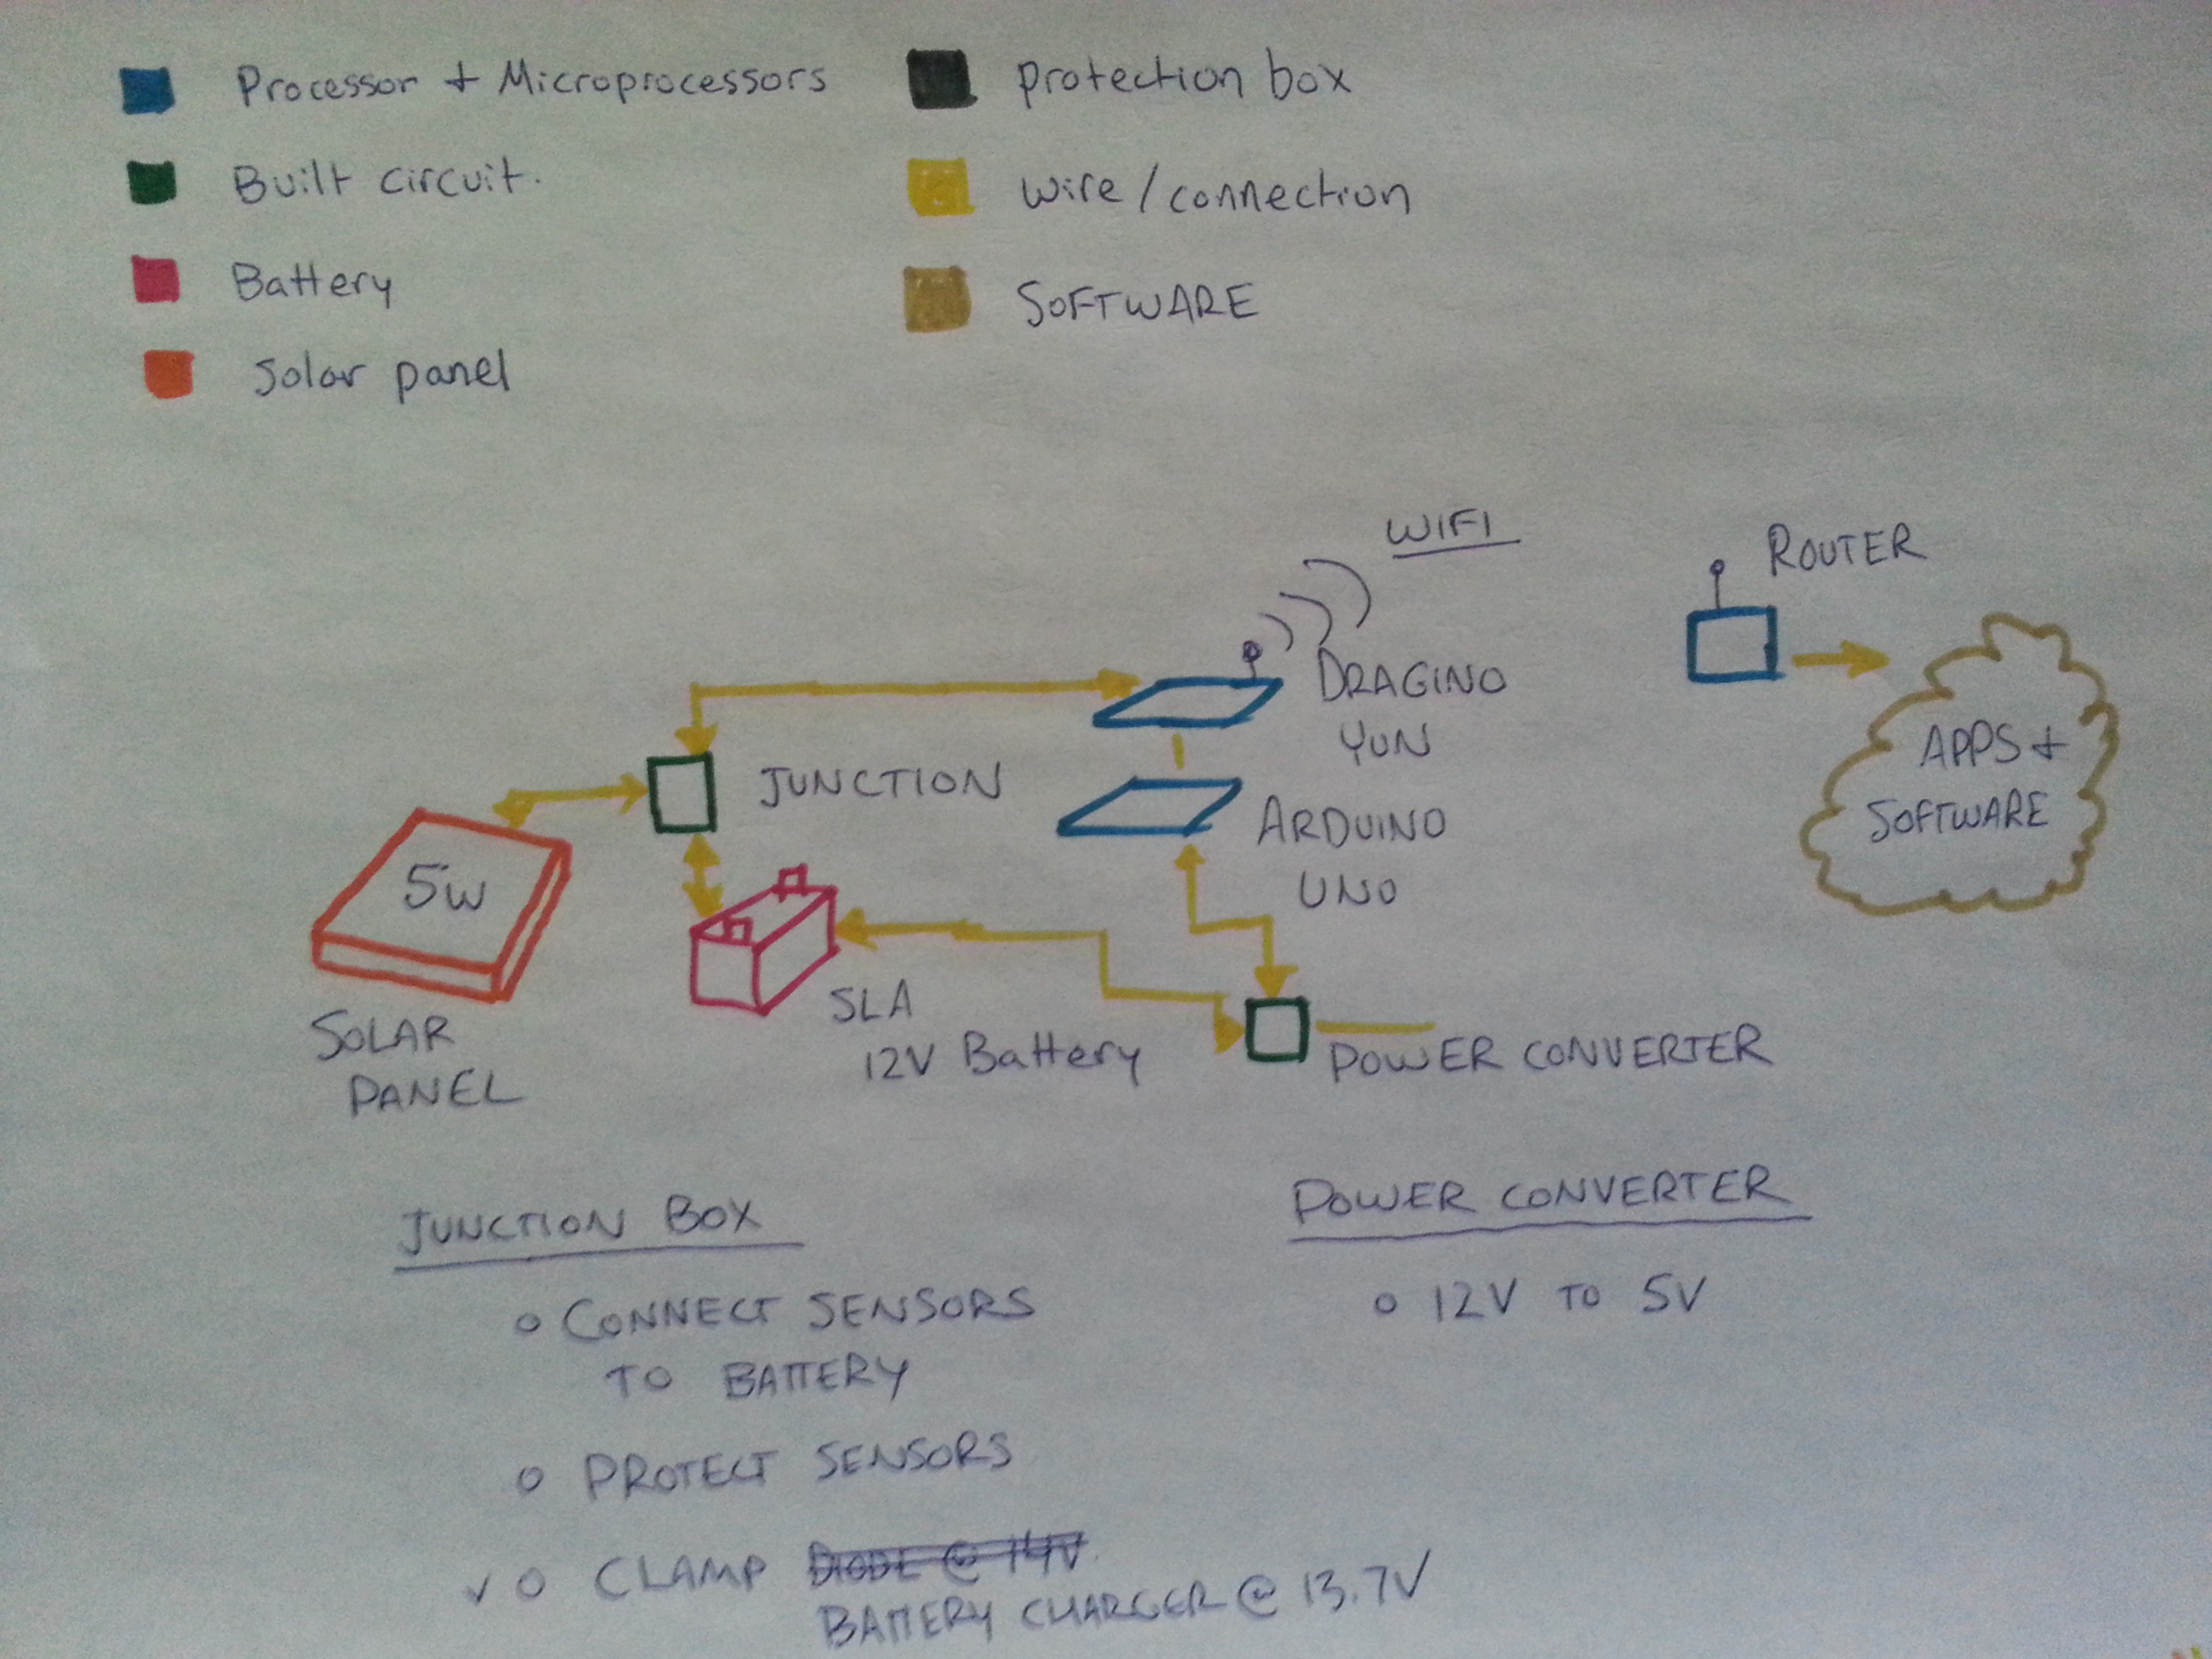 Processor + Microprocessors
Built circuit.
Battery
Solar panel
Protection box
Wire/connection
SOFTWARE
WIFI
ROUTER
DRAGINO
YUN
APPS +
SOFTWARE
JUNCTION
ARDUINO
UNO
5W
SOLAR
PANEL
SLA
12V Battery
POWER CONVERTER
JUNCTION BOX
o CONNECT SENSORS
TO BATTERY
o PROTECT SENSORS
✓ o CLAMP DIODE @ 14V
BATTERY CHARGER @ 13.7V
POWER CONVERTER
o 12V TO 5V